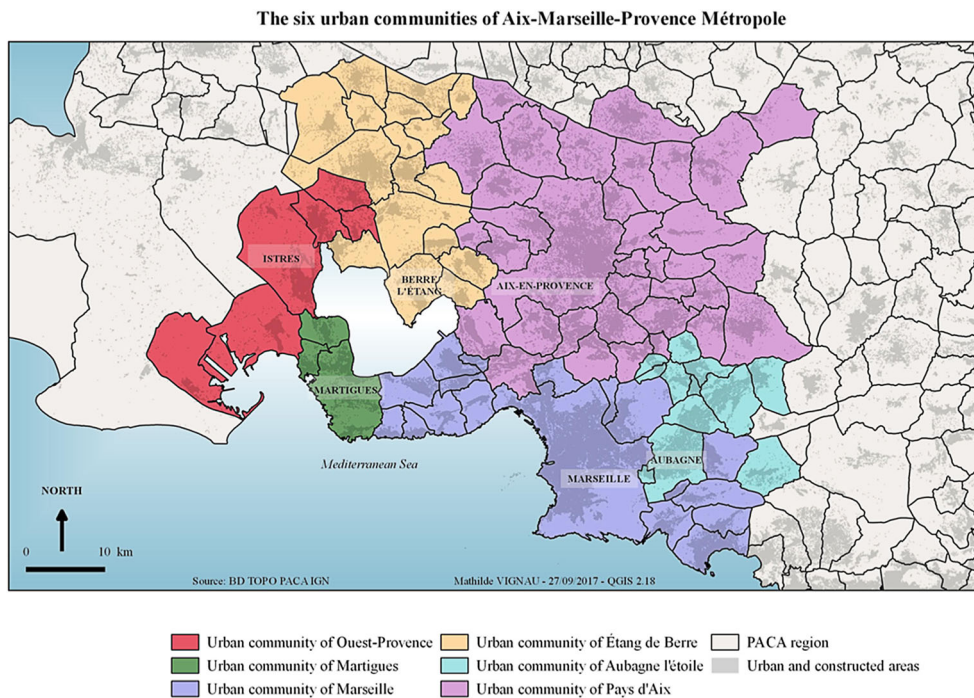 The six urban communities of Aix-Marseille-Provence Métropole
ISTRES
BERRE
L'ÉTANG
AIX-EN-PROVENCE
MARTIGUES
Mediterranean Sea
AUBAGNE
MARSEILLE
NORTH
0 10 km
Source: BD TOPO PACA IGN
Mathilde VIGNAU - 27/09/2017 - QGIS 2.18
Urban community of Ouest-Provence
Urban community of Martigues
Urban community of Marseille
Urban community of Étang de Berre
Urban community of Aubagne l'étoile
Urban community of Pays d'Aix
PACA region
Urban and constructed areas